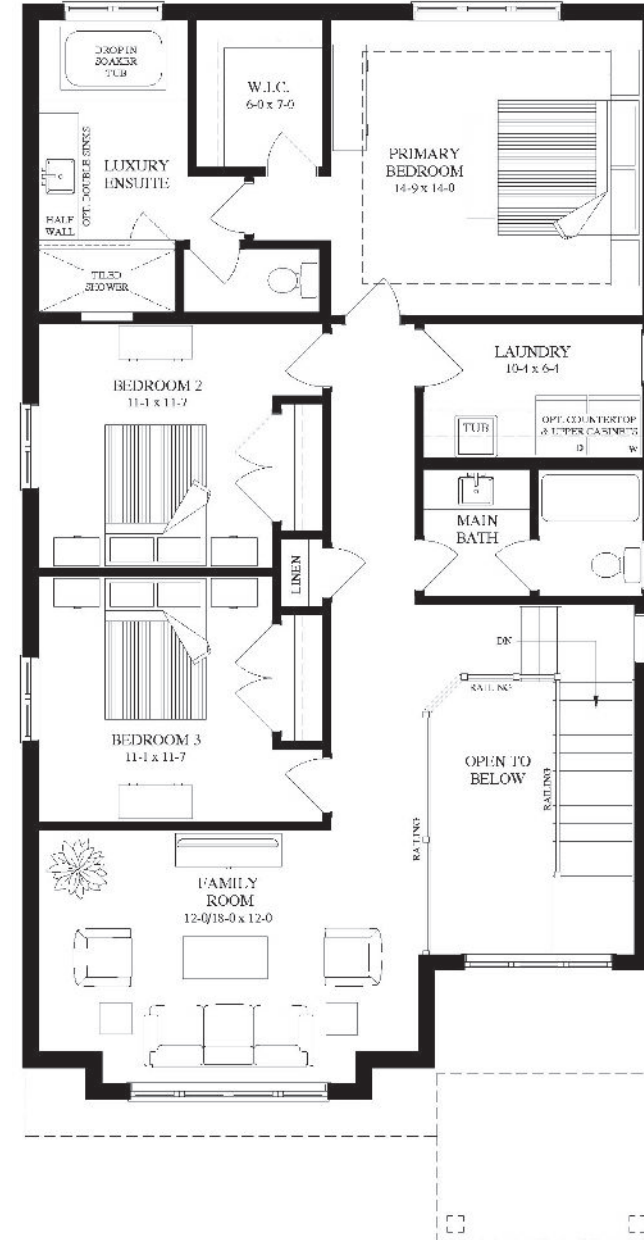 DROP IN
SOAKER
TUB
W.I.C.
6-0 x 7-0
OPT. DOUBLE SINKS
LUXURY
ENSUITE
HALF
WALL
TILED
SHOWER
PRIMARY
BEDROOM
14-9 x 14-0
BEDROOM 2
11-1 x 11-7
LAUNDRY
10-4 x 6-4
TUB
OPT. COUNTERTOP
& UPPER CABINETS
D
W
MAIN
BATH
LINEN
DN
RAILING
BEDROOM 3
11-1 x 11-7
OPEN TO
BELOW
RAILING
RAILING
FAMILY
ROOM
12-0/18-0 x 12-0